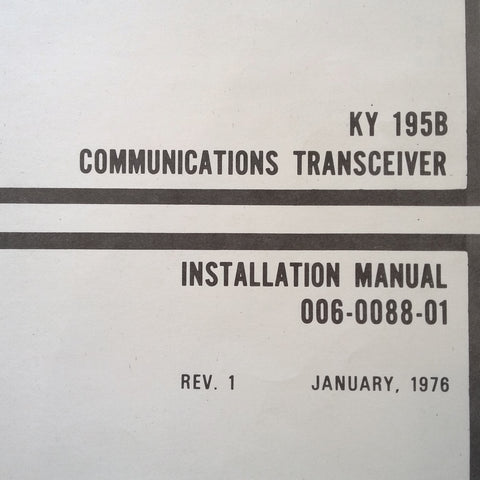 KY 195B
COMMUNICATIONS TRANSCEIVER
INSTALLATION MANUAL
006-0088-01
REV. 1 JANUARY, 1976